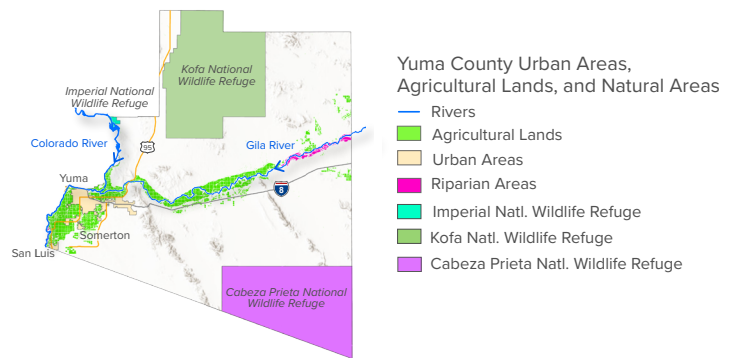 Kofa National
Wildlife Refuge
Imperial National
Wildlife Refuge
Colorado River
95
Gila River
Yuma
8
Somerton
San Luis
Cabeza Prieta National
Wildlife Refuge
Yuma County Urban Areas,
Agricultural Lands, and Natural Areas
Rivers
Agricultural Lands
Urban Areas
Riparian Areas
Imperial Natl. Wildlife Refuge
Kofa Natl. Wildlife Refuge
Cabeza Prieta Natl. Wildlife Refuge